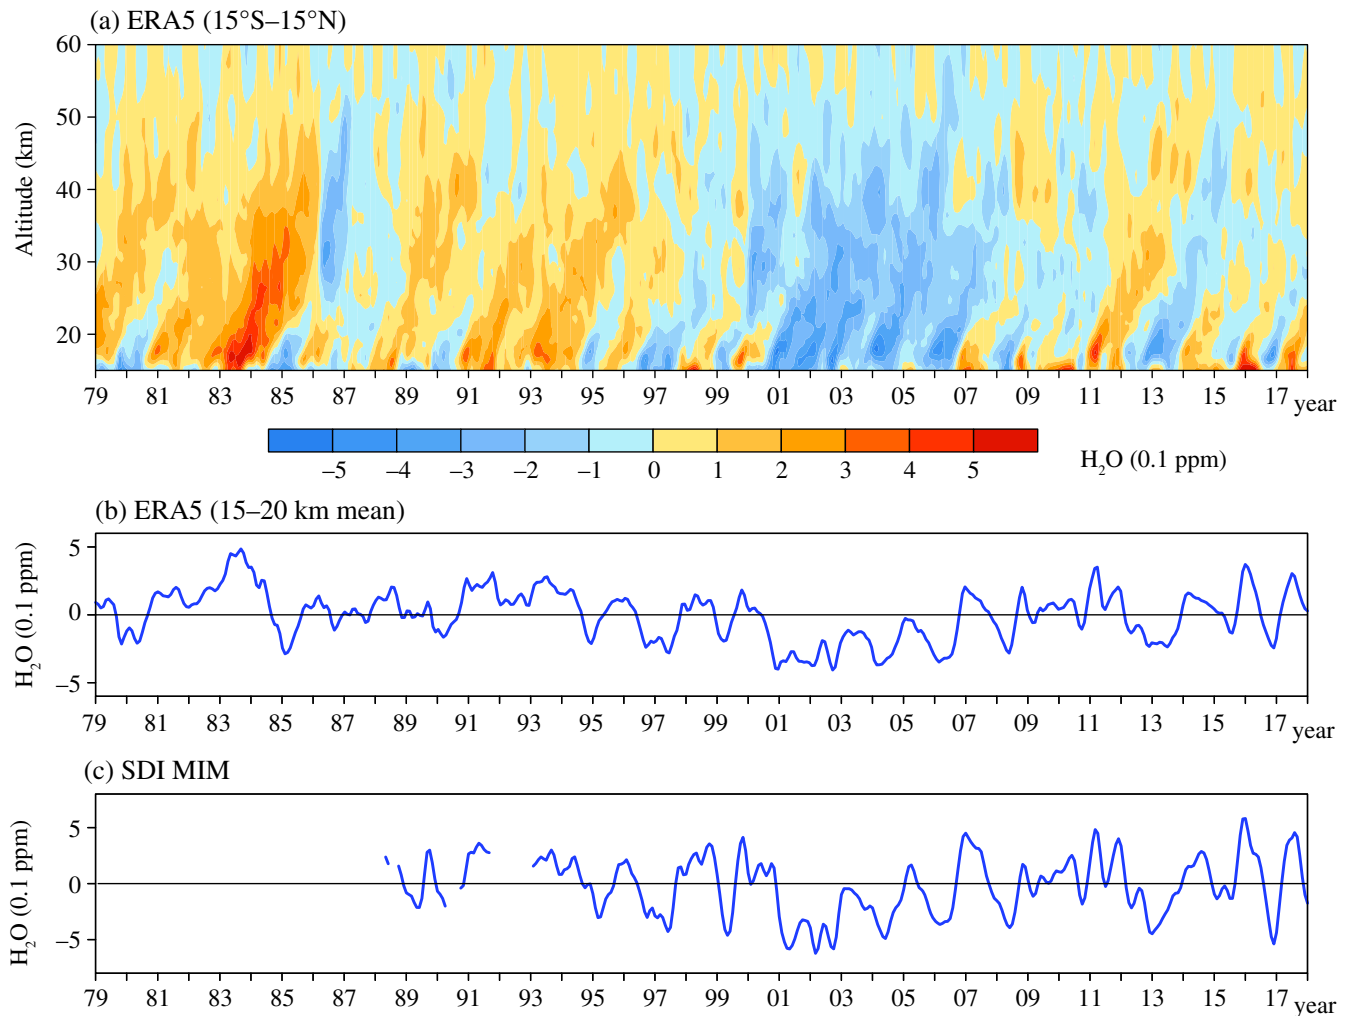 (a) ERA5 (15°S–15°N)
60
50
40
30
20
Altitude (km)
79 81 83 85 87 89 91 93 95 97 99 01 03 05 07 09 11 13 15 17 year
–5 –4 –3 –2 –1 0 1 2 3 4 5
H₂O (0.1 ppm)
(b) ERA5 (15–20 km mean)
5
0
–5
H₂O (0.1 ppm)
79 81 83 85 87 89 91 93 95 97 99 01 03 05 07 09 11 13 15 17 year
(c) SDI MIM
5
0
–5
H₂O (0.1 ppm)
79 81 83 85 87 89 91 93 95 97 99 01 03 05 07 09 11 13 15 17 year